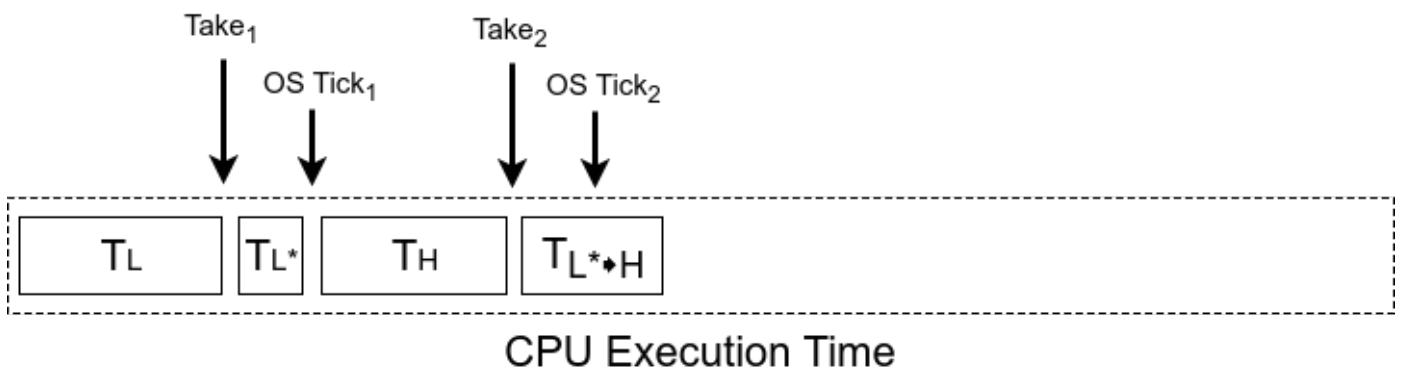 Take₁
OS Tick₁
Take₂
OS Tick₂
TL
TL*
TH
TL*➧H
CPU Execution Time